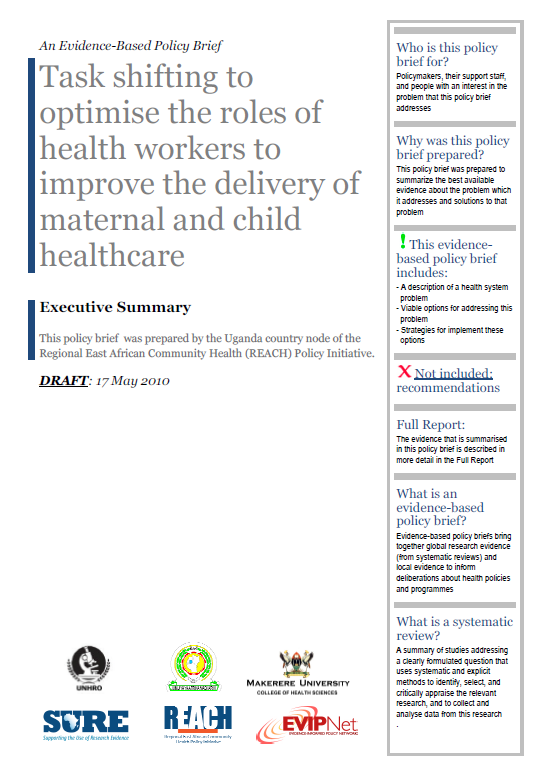 An Evidence-Based Policy Brief
Task shifting to
optimise the roles of
health workers to
improve the delivery of
maternal and child
healthcare
Executive Summary
This policy brief was prepared by the Uganda country node of the
Regional East African Community Health (REACH) Policy Initiative.
DRAFT: 17 May 2010
UNHRO
MAKERERE UNIVERSITY
COLLEGE OF HEALTH SCIENCES
SURE
Supporting the Use of Research Evidence
REACH
Regional East African Community
Health Policy Initiative
EVIPNet
EVIDENCE-INFORMED POLICY NETWORK
Who is this policy
brief for?
Policymakers, their support staff,
and people with an interest in the
problem that this policy brief
addresses
Why was this policy
brief prepared?
This policy brief was prepared to
summarize the best available
evidence about the problem which
it addresses and solutions to that
problem
! This evidence-
based policy brief
includes:
- A description of a health system
problem
- Viable options for addressing this
problem
- Strategies for implement these
options
X Not included:
recommendations
Full Report:
The evidence that is summarised
in this policy brief is described in
more detail in the Full Report
What is an
evidence-based
policy brief?
Evidence-based policy briefs bring
together global research evidence
(from systematic reviews) and
local evidence to inform
deliberations about health policies
and programmes
What is a systematic
review?
A summary of studies addressing
a clearly formulated question that
uses systematic and explicit
methods to identify, select, and
critically appraise the relevant
research, and to collect and
analyse data from this research
.